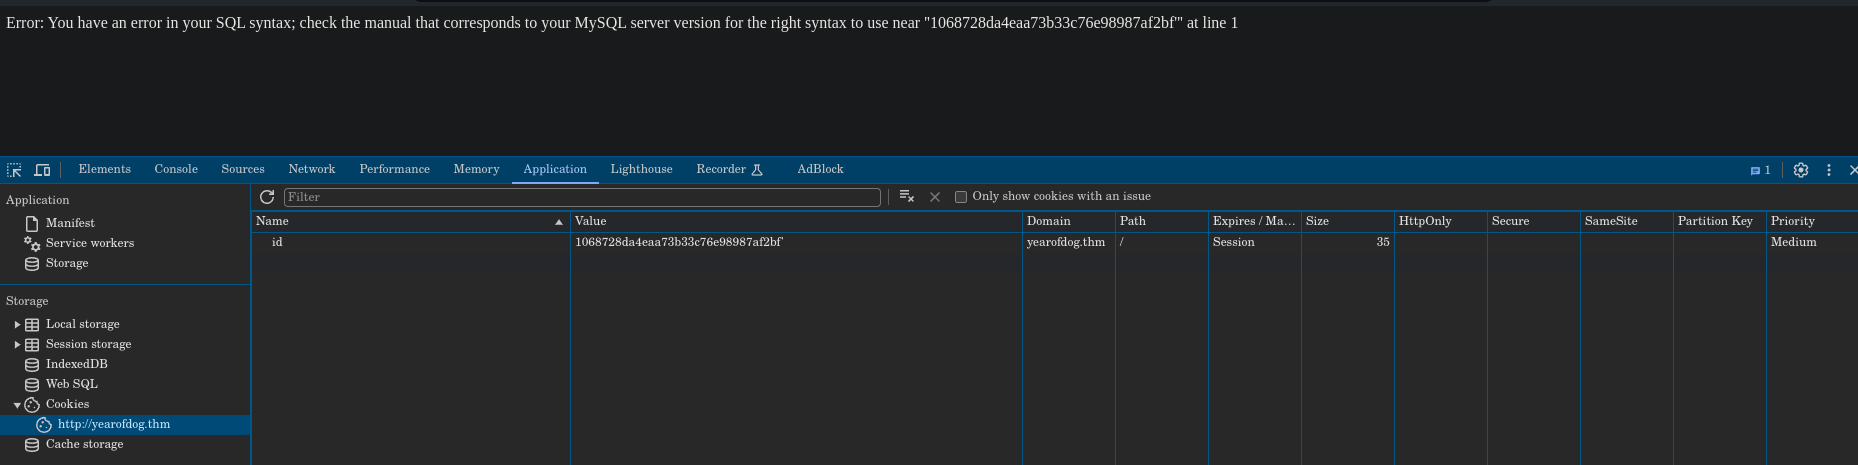 Error: You have an error in your SQL syntax; check the manual that corresponds to your MySQL server version for the right syntax to use near ''1068728da4eaa73b33c76e98987af2bf'' at line 1
Elements Console Sources Network Performance Memory Application Lighthouse Recorder AdBlock 1
Application
Filter Only show cookies with an issue
Manifest
Service workers
Storage
Name Value Domain Path Expires / Ma... Size HttpOnly Secure SameSite Partition Key Priority
id 1068728da4eaa73b33c76e98987af2bf' yearofdog.thm / Session 35 Medium
Storage
Local storage
Session storage
IndexedDB
Web SQL
Cookies
http://yearofdog.thm
Cache storage